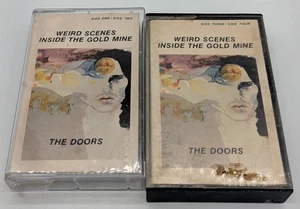 SIDE ONE / SIDE TWO
WEIRD SCENES
INSIDE THE GOLD MINE
THE DOORS
SIDE THREE / SIDE FOUR
WEIRD SCENES
INSIDE THE GOLD MINE
THE DOORS